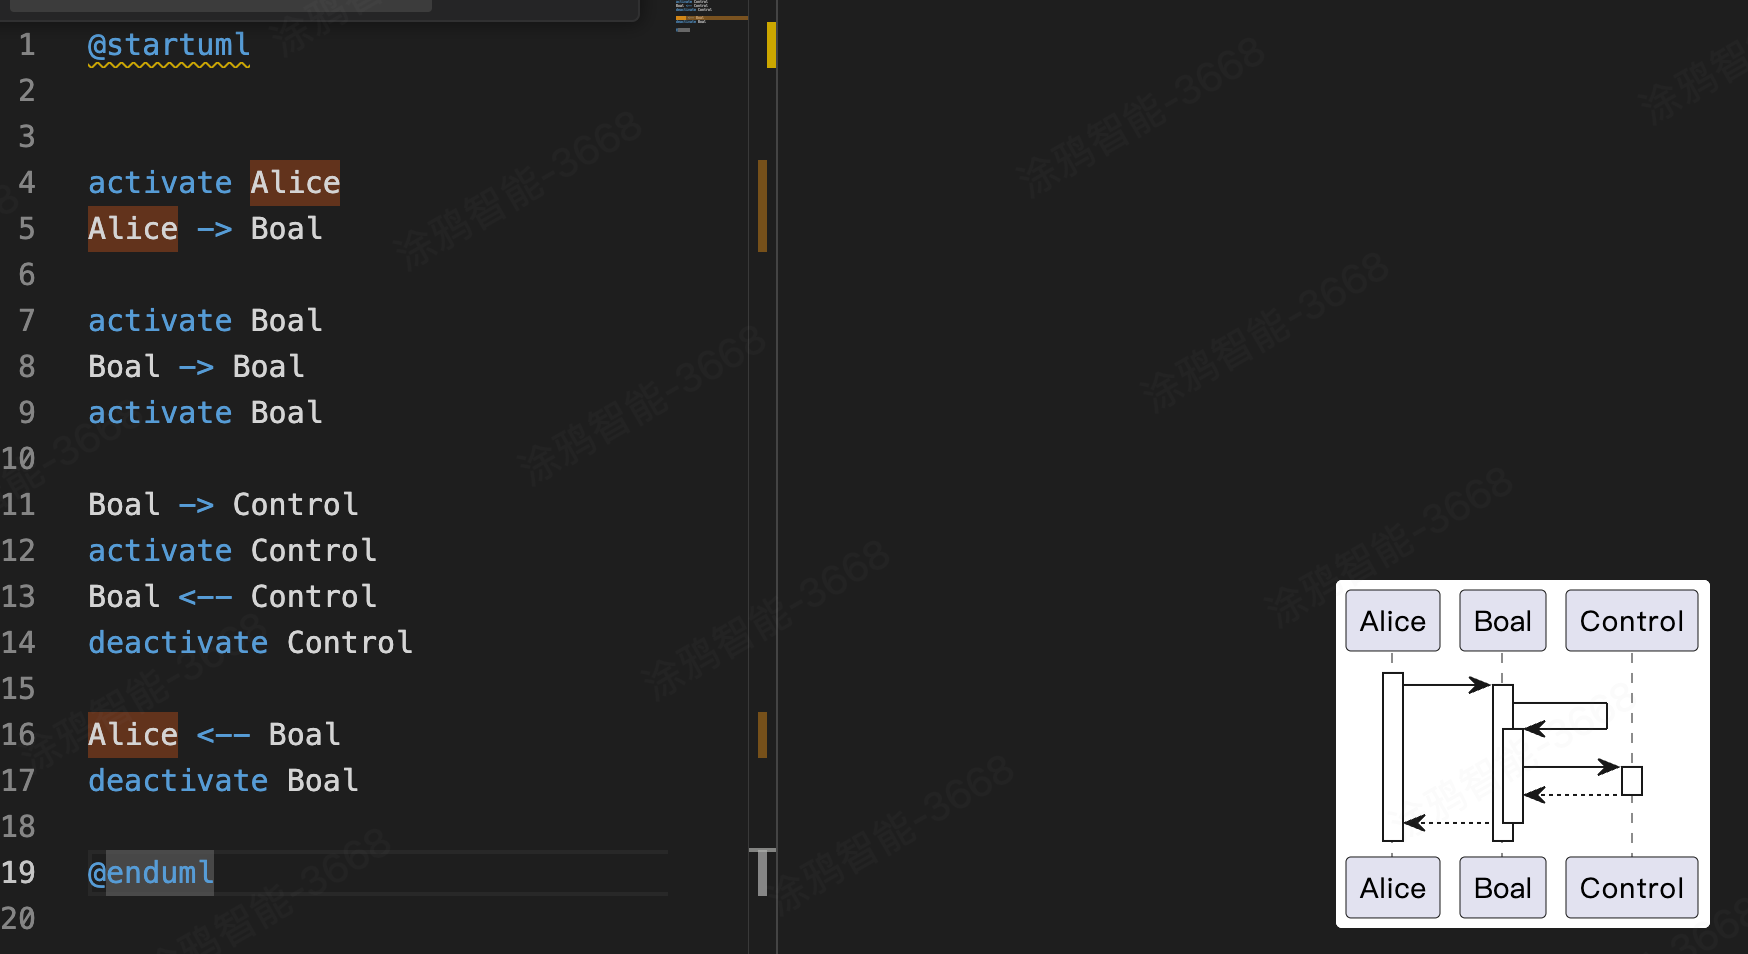 1 @startuml
2
3
4 activate Alice
5 Alice -> Boal
6
7 activate Boal
8 Boal -> Boal
9 activate Boal
10
11 Boal -> Control
12 activate Control
13 Boal <-- Control
14 deactivate Control
15
16 Alice <-- Boal
17 deactivate Boal
18
19 @enduml
20
Alice Boal Control
Alice Boal Control
涂鸦智能-3668